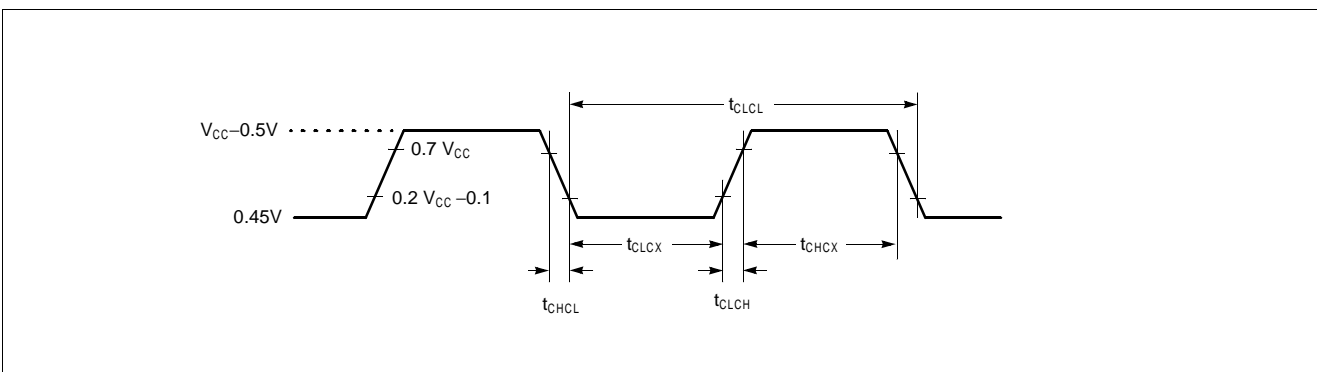 tCLCL
VCC–0.5V
0.7 VCC
0.2 VCC –0.1
0.45V
tCLCX
tCHCX
tCHCL
tCLCH